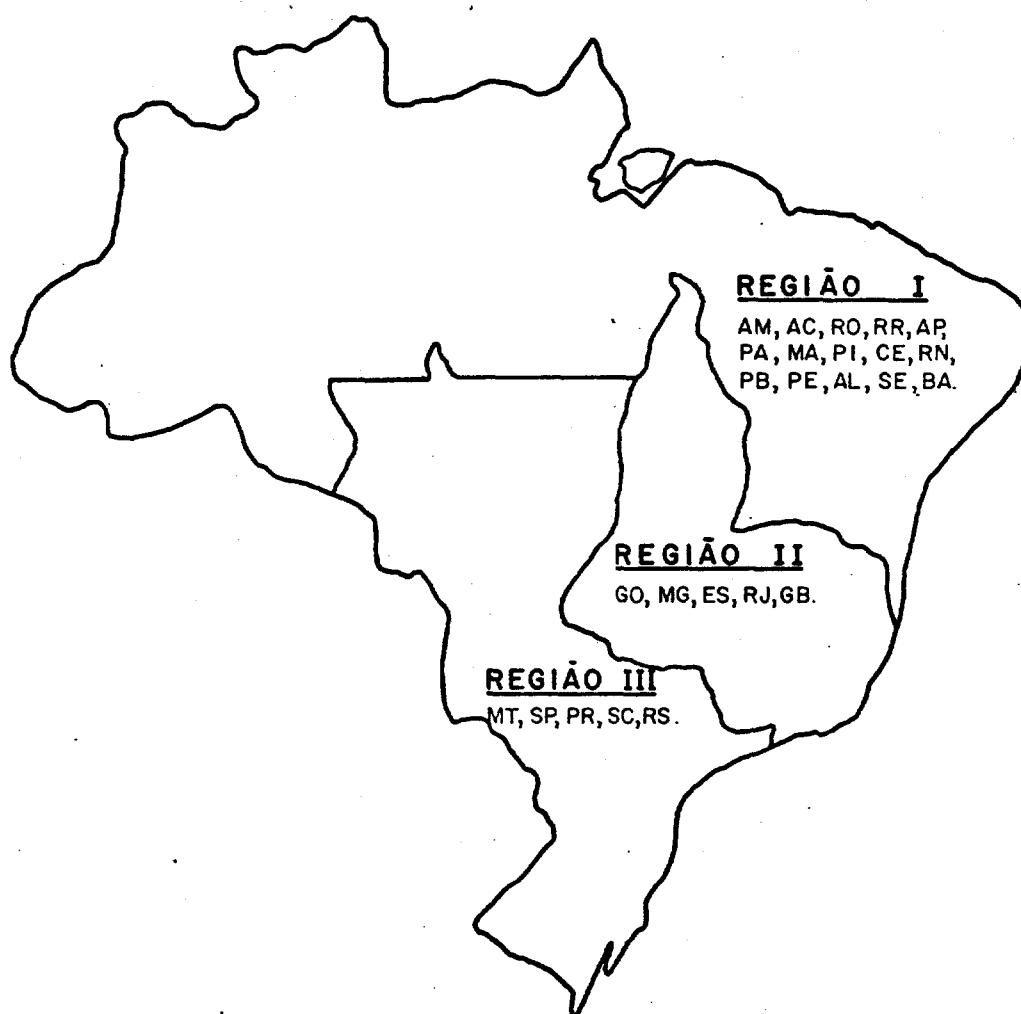 REGIÃO I
AM, AC, RO, RR, AP,
PA, MA, PI, CE, RN,
PB, PE, AL, SE, BA.
REGIÃO II
GO, MG, ES, RJ, GB.
REGIÃO III
MT, SP, PR, SC, RS.